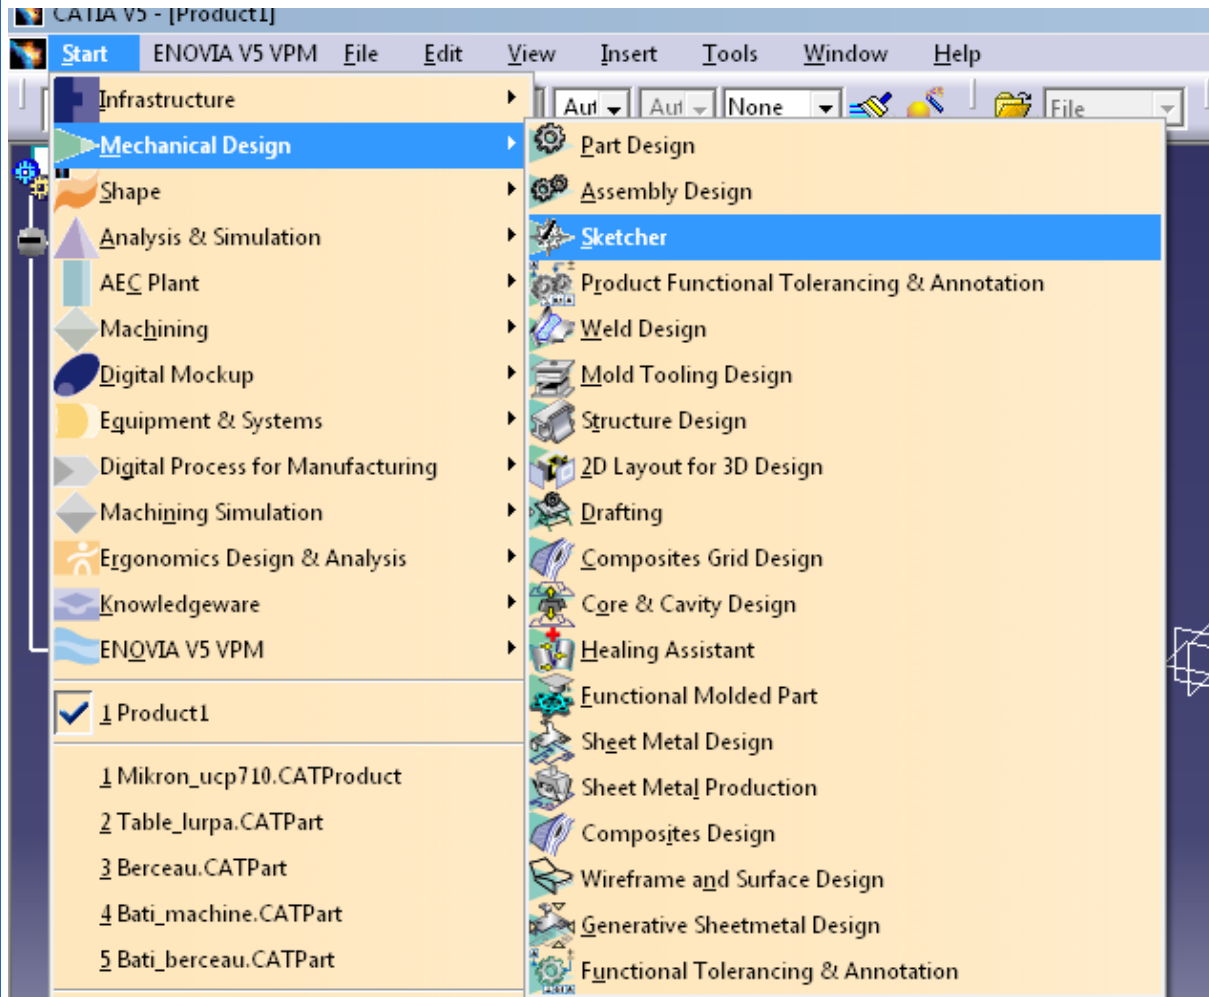 CATIA V5 - [Product1]
Start ENOVIA V5 VPM File Edit View Insert Tools Window Help
Aut Aut None File
Infrastructure
Mechanical Design
Shape
Analysis & Simulation
AEC Plant
Machining
Digital Mockup
Equipment & Systems
Digital Process for Manufacturing
Machining Simulation
Ergonomics Design & Analysis
Knowledgeware
ENOVIA V5 VPM
1 Product1
1 Mikron_ucp710.CATProduct
2 Table_lurpa.CATPart
3 Berceau.CATPart
4 Bati_machine.CATPart
5 Bati_berceau.CATPart
Part Design
Assembly Design
Sketcher
Product Functional Tolerancing & Annotation
Weld Design
Mold Tooling Design
Structure Design
2D Layout for 3D Design
Drafting
Composites Grid Design
Core & Cavity Design
Healing Assistant
Functional Molded Part
Sheet Metal Design
Sheet Metal Production
Composites Design
Wireframe and Surface Design
Generative Sheetmetal Design
Functional Tolerancing & Annotation